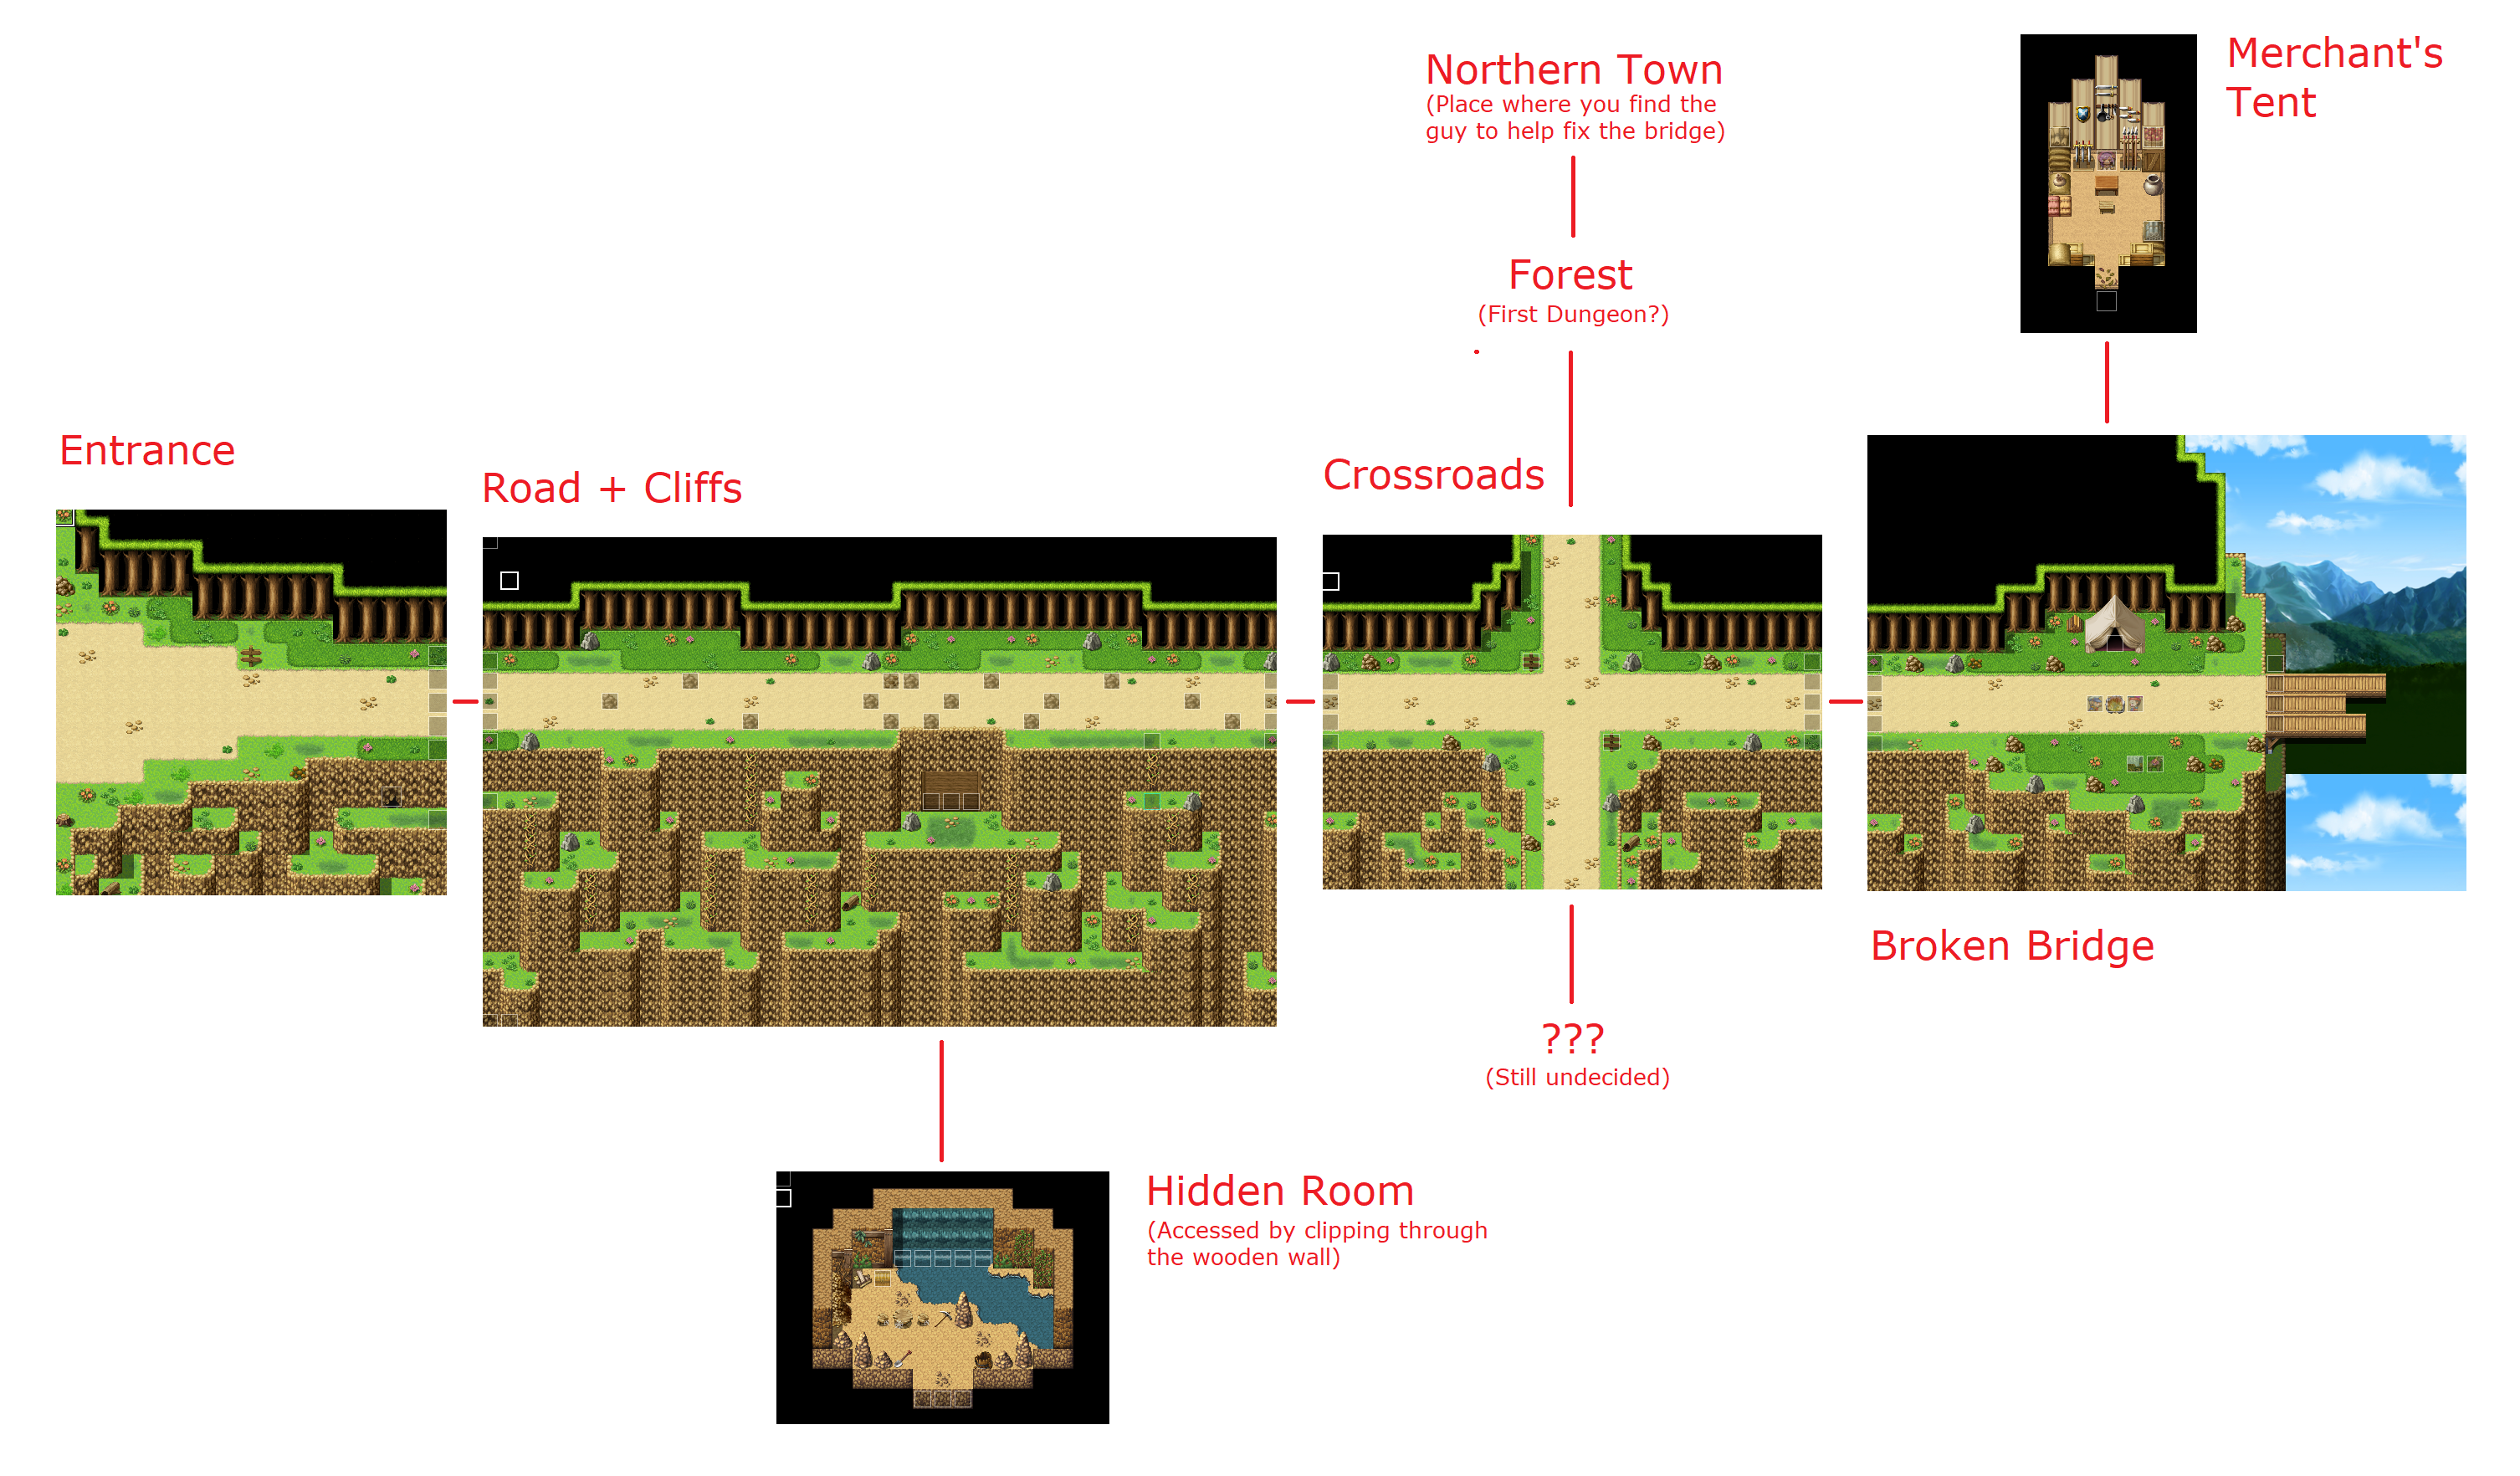 Northern Town
(Place where you find the
guy to help fix the bridge)
Merchant's
Tent
Forest
(First Dungeon?)
Entrance
Road + Cliffs
Crossroads
Broken Bridge
???
(Still undecided)
Hidden Room
(Accessed by clipping through
the wooden wall)